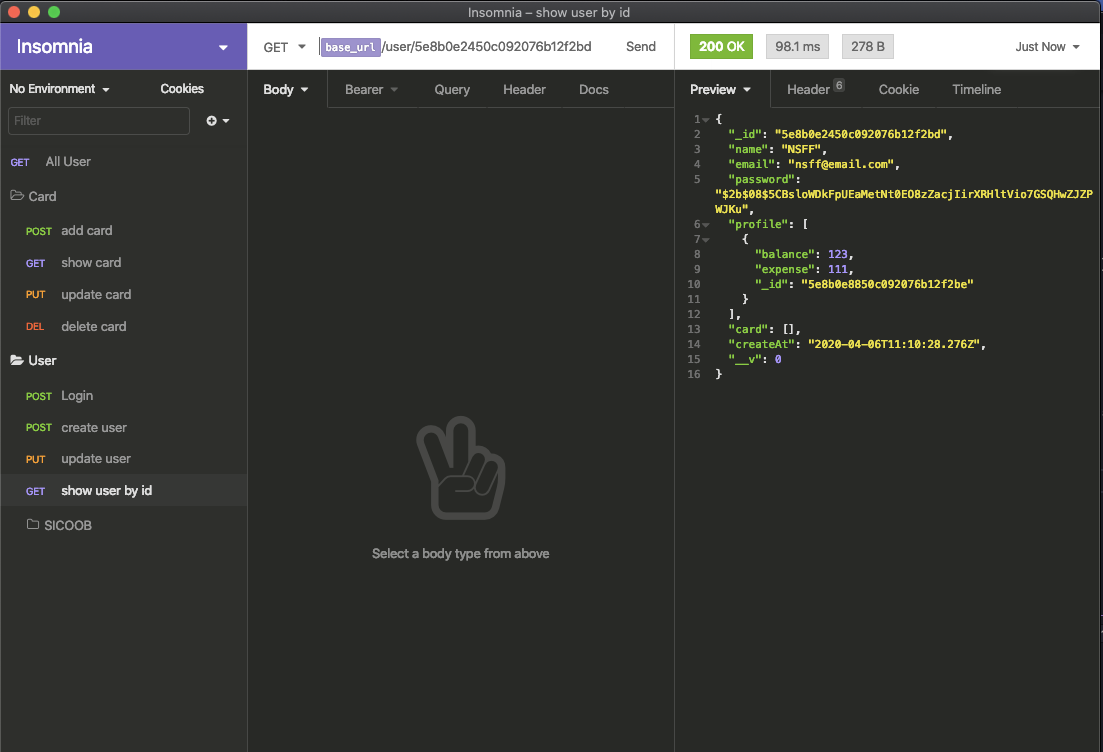 Insomnia – show user by id
Insomnia
GET base_url/user/5e8b0e2450c092076b12f2bd Send
200 OK 98.1 ms 278 B Just Now
No Environment Cookies
Body Bearer Query Header Docs
Preview Header 6 Cookie Timeline
Filter
GET All User
Card
POST add card
GET show card
PUT update card
DEL delete card
User
POST Login
POST create user
PUT update user
GET show user by id
SICOOB
Select a body type from above
1 {
2 "_id": "5e8b0e2450c092076b12f2bd",
3 "name": "NSFF",
4 "email": "nsff@email.com",
5 "password":
"$2b$08$5CBsloWDkFpUEaMetNt0EO8zZacjIirXRHltVio7GSQHwZJZP
WJKu",
6 "profile": [
7 {
8 "balance": 123,
9 "expense": 111,
10 "_id": "5e8b0e8850c092076b12f2be"
11 }
12 ],
13 "card": [],
14 "createAt": "2020-04-06T11:10:28.276Z",
15 "__v": 0
16 }